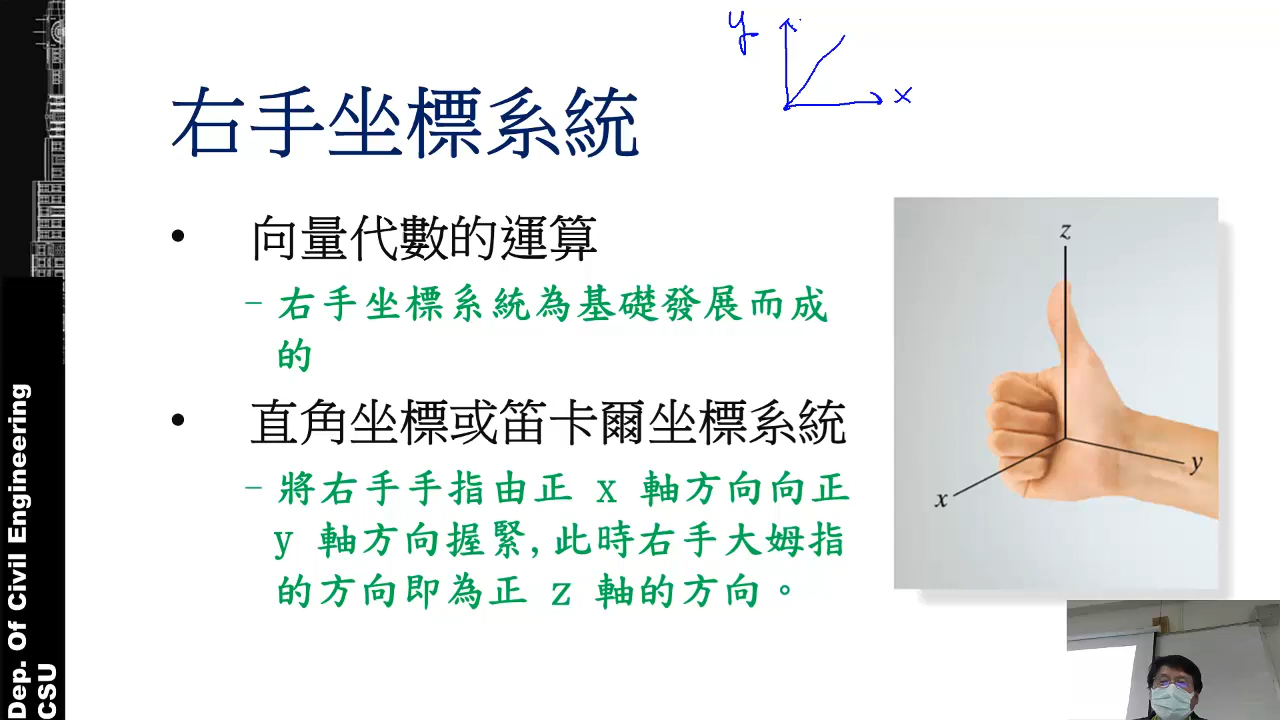 y
x
右手坐標系統
• 向量代數的運算
– 右手坐標系統為基礎發展而成
的
• 直角坐標或笛卡爾坐標系統
– 將右手手指由正 x 軸方向向正
y 軸方向握緊,此時右手大姆指
的方向即為正 z 軸的方向。
z
y
x
Dep. Of Civil Engineering
CSU